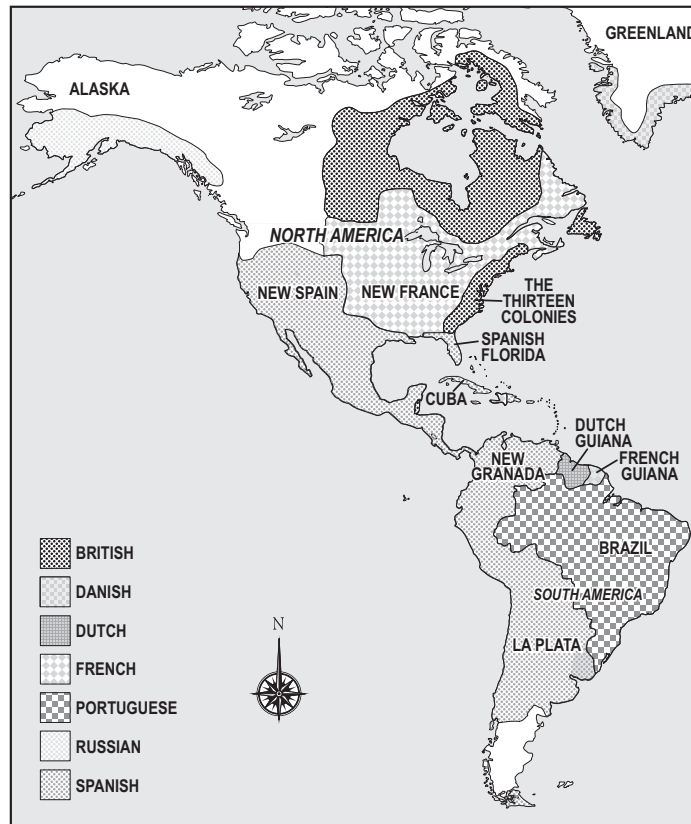 GREENLAND
ALASKA
NORTH AMERICA
NEW SPAIN
NEW FRANCE
THE
THIRTEEN
COLONIES
SPANISH
FLORIDA
CUBA
DUTCH
GUIANA
NEW
GRANADA
FRENCH
GUIANA
BRAZIL
SOUTH AMERICA
LA PLATA
BRITISH
DANISH
DUTCH
FRENCH
PORTUGUESE
RUSSIAN
SPANISH
N